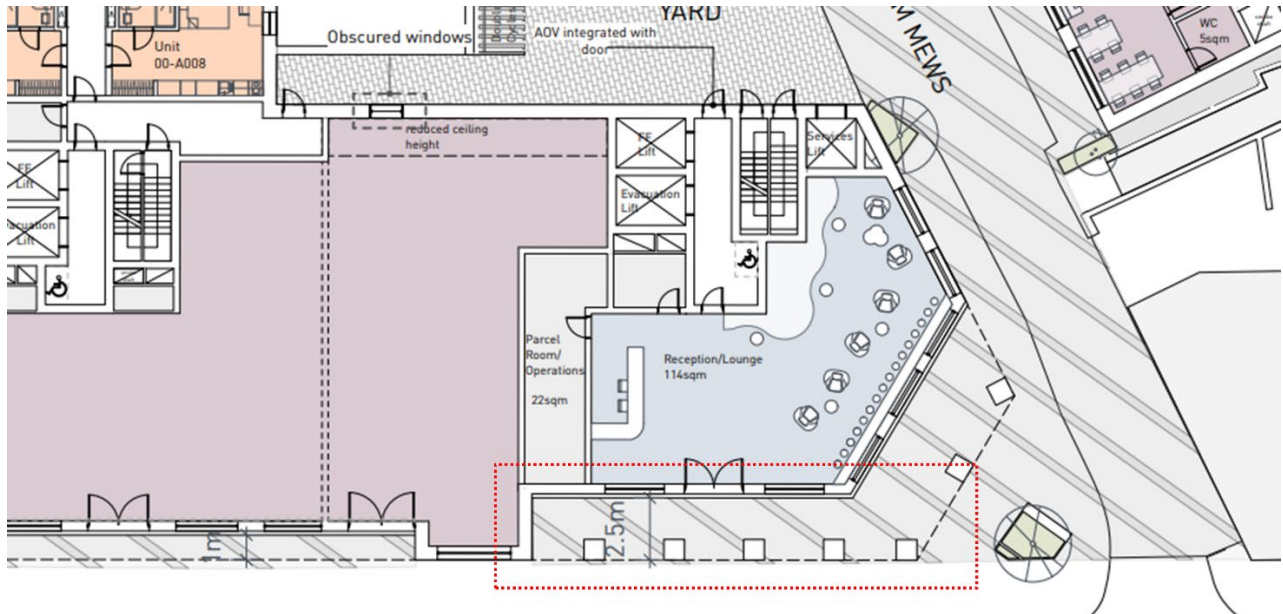 YARD
M MEWS
WC
5sqm
Unit
00-A008
Obscured windows
AOV integrated with
door
reduced ceiling
height
FF
Lift
Services
Lift
FF
Lift
Evacuation
Lift
Evacuation
Lift
Parcel
Room/
Operations
22sqm
Reception/Lounge
114sqm
1m
2.5m